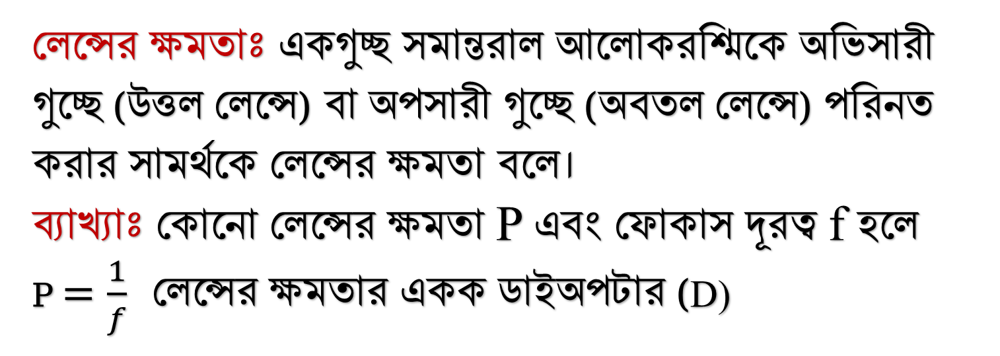 লেন্সের ক্ষমতাঃ একগুচ্ছ সমান্তরাল আলোকরশ্মিকে অভিসারী
গুচ্ছে (উত্তল লেন্সে) বা অপসারী গুচ্ছে (অবতল লেন্সে) পরিনত
করার সামর্থকে লেন্সের ক্ষমতা বলে।
ব্যাখ্যাঃ কোনো লেন্সের ক্ষমতা P এবং ফোকাস দূরত্ব f হলে
P = 1/f লেন্সের ক্ষমতার একক ডাইঅপটার (D)